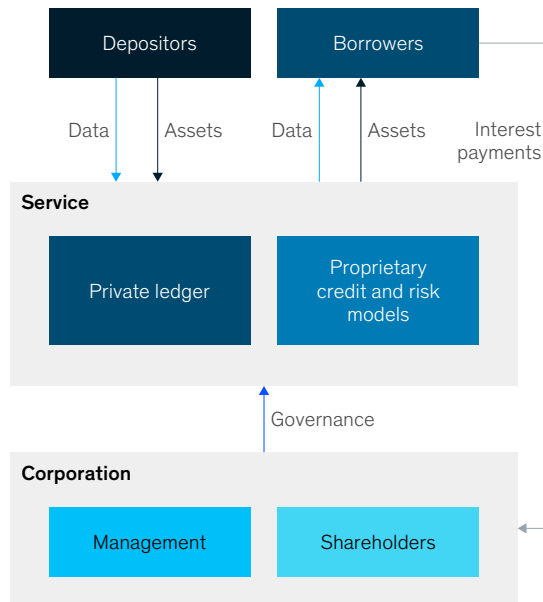 Depositors
Borrowers
Data
Assets
Data
Assets
Interest
payments
Service
Private ledger
Proprietary
credit and risk
models
Governance
Corporation
Management
Shareholders